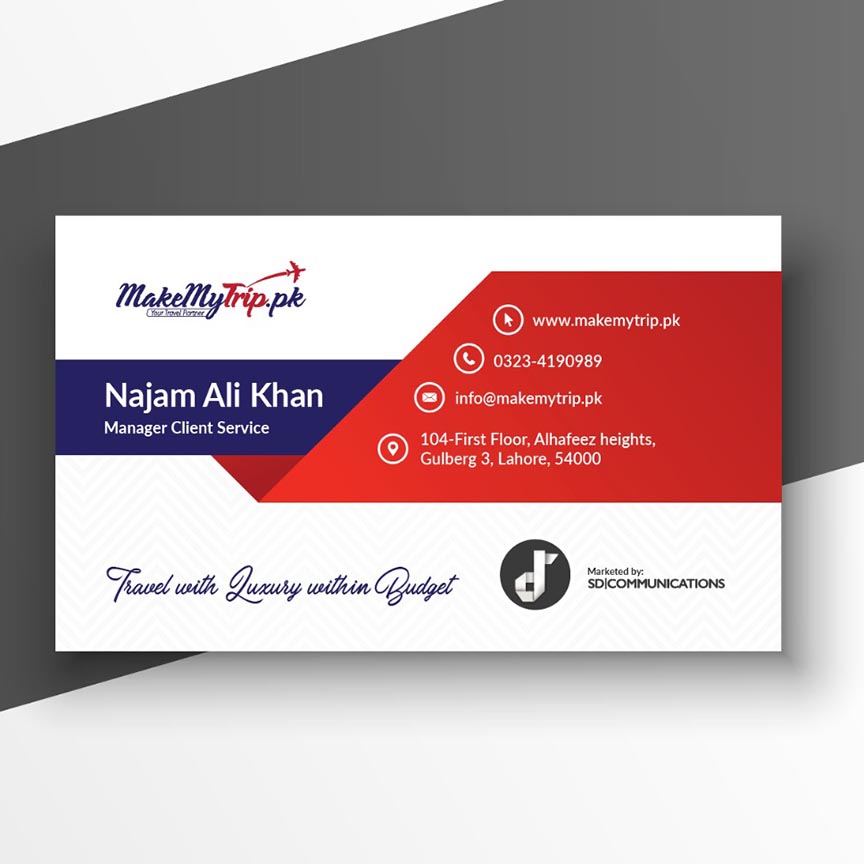 MakeMyTrip.pk
Your Travel Partner
Najam Ali Khan
Manager Client Service
www.makemytrip.pk
0323-4190989
info@makemytrip.pk
104-First Floor, Alhafeez heights,
Gulberg 3, Lahore, 54000
Travel with Luxury within Budget
Marketed by:
SD|COMMUNICATIONS